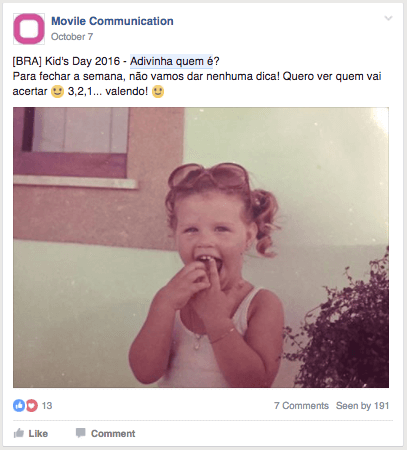 Movile Communication
October 7
[BRA] Kid's Day 2016 - Adivinha quem é?
Para fechar a semana, não vamos dar nenhuma dica! Quero ver quem vai
acertar 😉 3,2,1... valendo! 😉
13
7 Comments Seen by 191
Like Comment